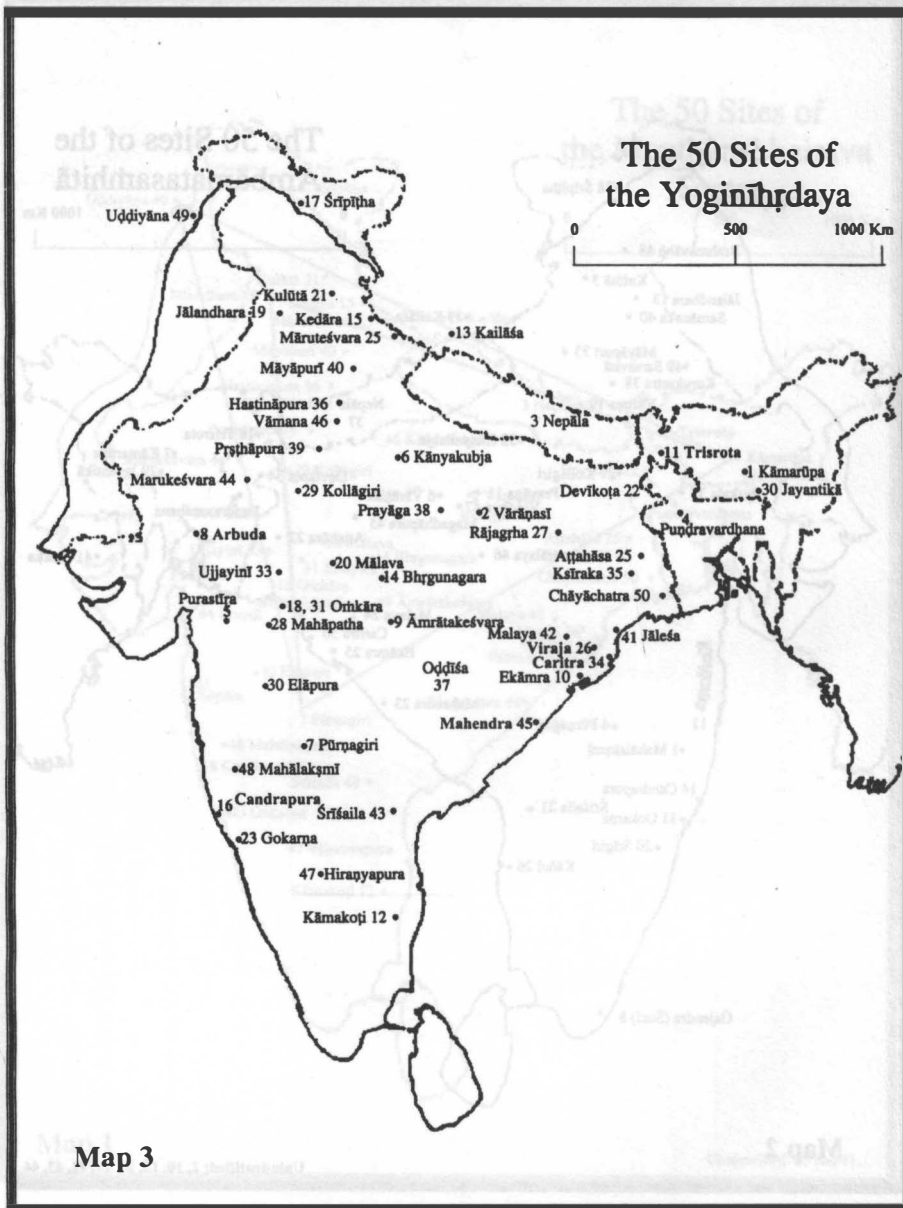 The 50 Sites of
the Yoginīhṛdaya
0 500 1000 Km
17 Śrīpīṭha
Uḍḍiyāna 49
Kulūtā 21
Jālandhara 19
Kedāra 15
Māruteśvara 25
13 Kailāśa
Māyāpurī 40
Hastināpura 36
Vāmana 46
3 Nepāla
Prṣṭhāpura 39
6 Kānyakubja
11 Trisrota
1 Kāmarūpa
Marukeśvara 44
29 Kollāgiri
Devīkoṭa 22
30 Jayantikā
Prayāga 38
2 Vārāṇasī
4
Puṇḍravardhana
8 Arbuda
Rājagṛha 27
20 Mālava
Aṭṭahāsa 25
Ujjayinī 33
14 Bhṛgunagara
Kṣīraka 35
Purastīra
5
18, 31 Oṁkāra
Chāyāchatra 50
28 Mahāpatha
9 Āmrātakeśvara
Malaya 42
41 Jāleśa
Viraja 26
Caritra 34
Oḍḍīśa
37
Ekāmra 10
30 Elāpura
Mahendra 45
7 Pūrṇagiri
48 Mahālakṣmī
16
Candrapura
Śrīśaila 43
23 Gokarṇa
47 Hiraṇyapura
Kāmakoṭi 12
Map 3